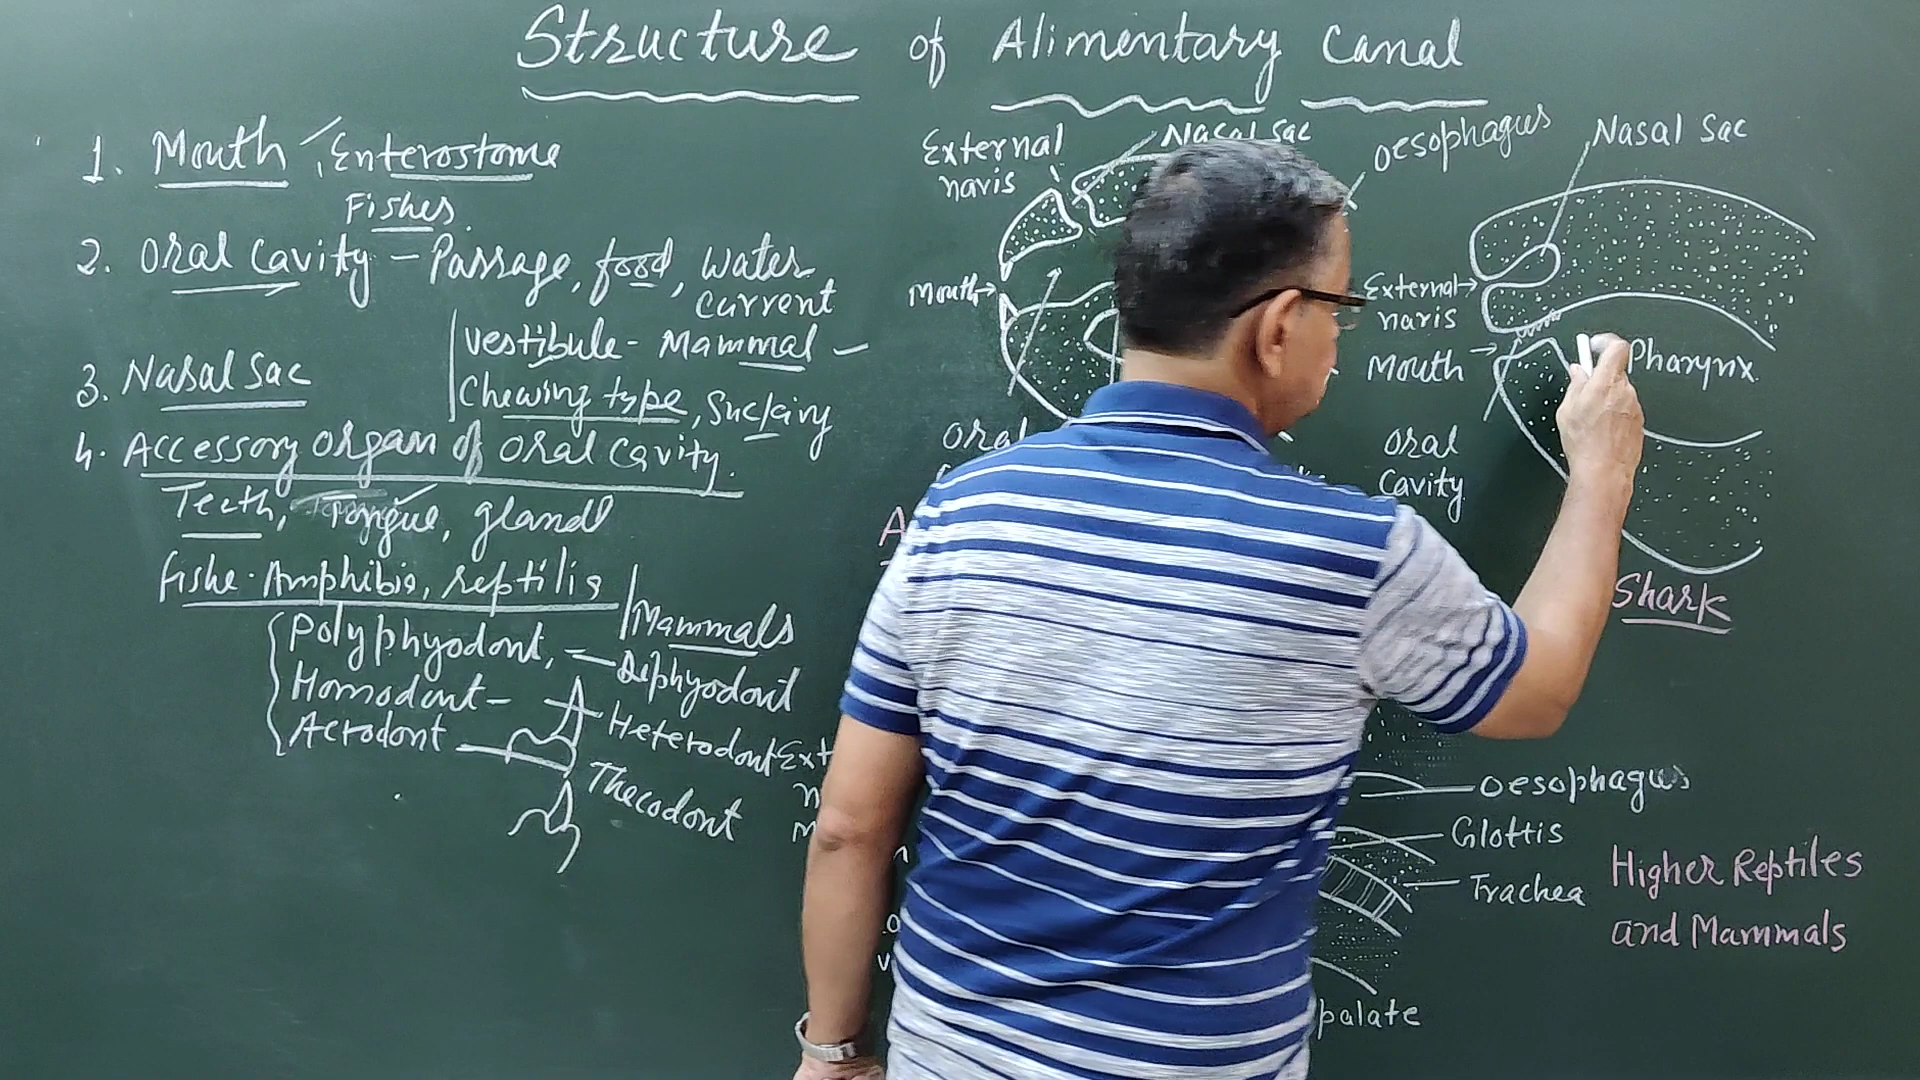 Structure of Alimentary Canal
1. Mouth, Enterostome
Fishes
2. Oral Cavity - Passage, food, water
current
Vestibule - Mammal -
Chewing type, Sucking
3. Nasal Sac
4. Accessory organ of Oral Cavity.
Teeth, Tongue, gland
Fishe. Amphibia, reptilis
Polyphyodont,
Homodont -
Acrodont
Mammals
Diphyodont
Heterodont
Thecodont
External
naris
Nasal Sac
Oesophagus
Mouth
Oral
Nasal Sac
External
naris
Mouth
Pharynx
Oral
Cavity
Shark
Ext
Oesophagus
Glottis
Trachea
palate
Higher Reptiles
and Mammals